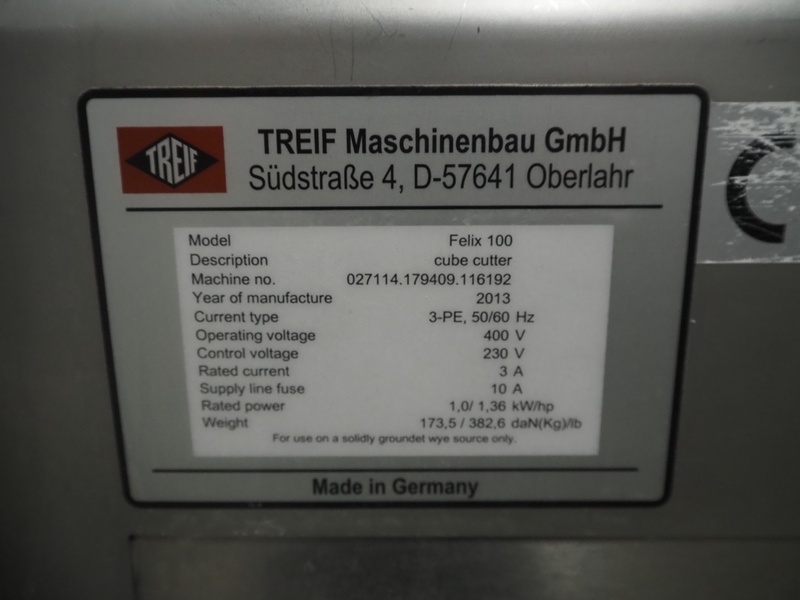 TREIF
TREIF Maschinenbau GmbH
Südstraße 4, D-57641 Oberlahr
Model Felix 100
Description cube cutter
Machine no. 027114.179409.116192
Year of manufacture 2013
Current type 3-PE, 50/60 Hz
Operating voltage 400 V
Control voltage 230 V
Rated current 3 A
Supply line fuse 10 A
Rated power 1,0/ 1,36 kW/hp
Weight 173,5 / 382,6 daN(Kg)/lb
For use on a solidly groundet wye source only.
Made in Germany